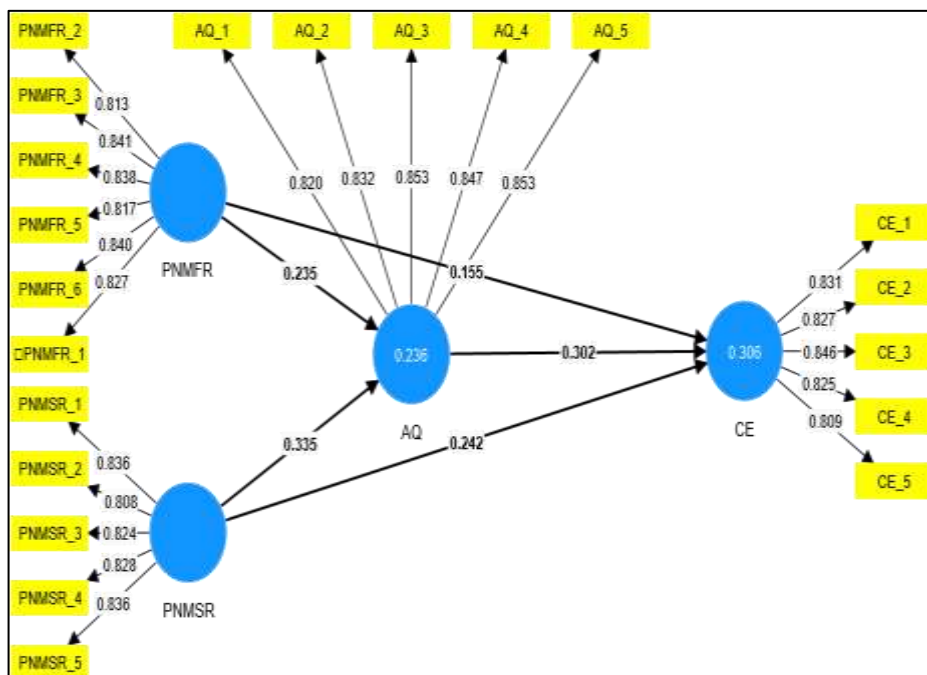 PNMFR_2
AQ_1
AQ_2
AQ_3
AQ_4
AQ_5
PNMFR_3
0.813
PNMFR_4
0.841
0.838
PNMFR_5
0.817
0.840
PNMFR_6
0.827
PNMFR
□PNMFR_1
0.820
0.832
0.853
0.847
0.853
0.235
0.155
CE_1
0.831
CE_2
0.827
0.236
0.302
0.306
0.846
CE_3
0.825
CE_4
0.809
AQ
CE
CE_5
PNMSR_1
0.335
0.242
PNMSR_2
0.836
0.808
PNMSR_3
0.824
0.828
PNMSR_4
0.836
PNMSR
PNMSR_5